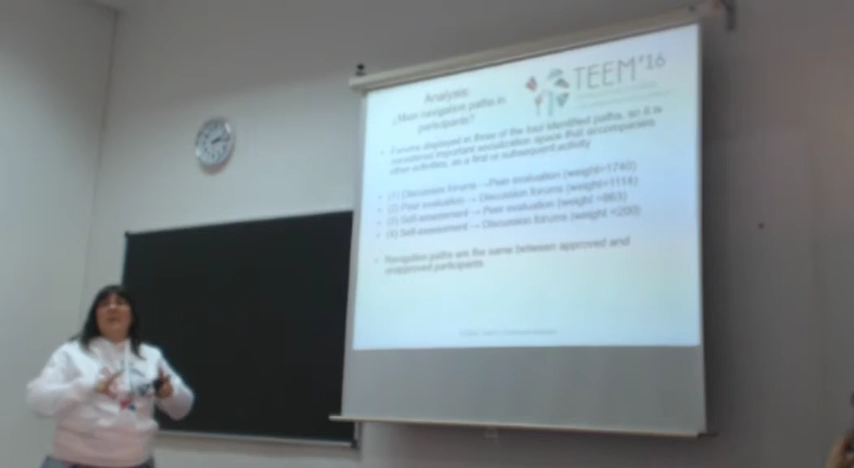 TEEM'16
Analysis:
¿Main navigation paths in
participants?
• Forums displayed in three of the four identified paths, so it is
considered important socialization space that accompanies
other activities, as a first or subsequent activity
• (1) Discussion forums →Peer evaluation (weight=1740)
• (2) Peer evaluation → Discussion forums (weight=1114)
• (3) Self-assessment → Peer evaluation (weight =863)
• (4) Self-assessment → Discussion forums (weight =200)
• Navigation paths are the same between approved and
unapproved participants